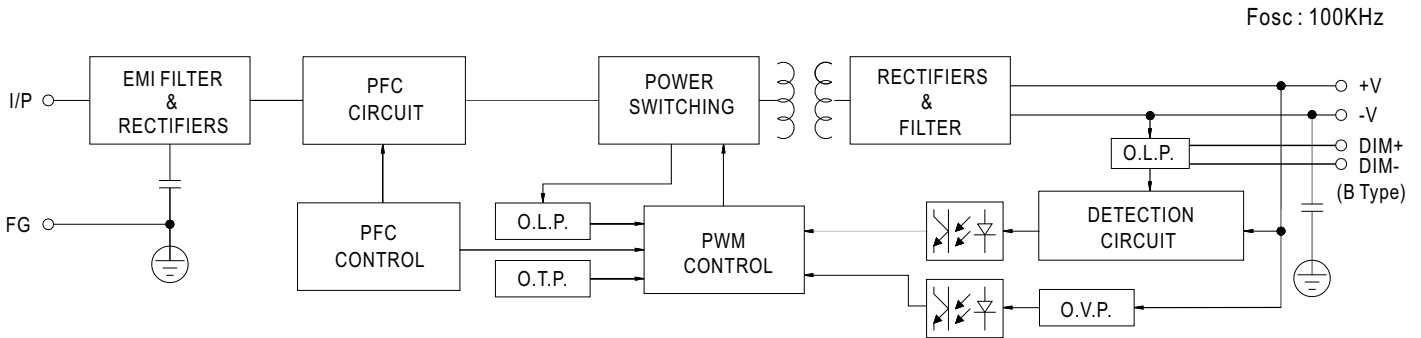 Fosc : 100KHz
I/P
EMI FILTER
&
RECTIFIERS
PFC
CIRCUIT
POWER
SWITCHING
RECTIFIERS
&
FILTER
+V
-V
DIM+
DIM-
(B Type)
O.L.P.
FG
PFC
CONTROL
O.L.P.
O.T.P.
PWM
CONTROL
DETECTION
CIRCUIT
O.V.P.